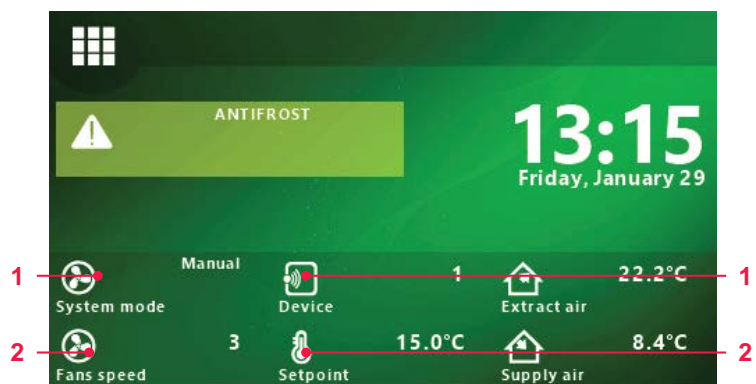 ANTIFROST
13:15
Friday, January 29
1 Manual 1 22.2°C 1
System mode Device Extract air
2 3 15.0°C 8.4°C 2
Fans speed Setpoint Supply air